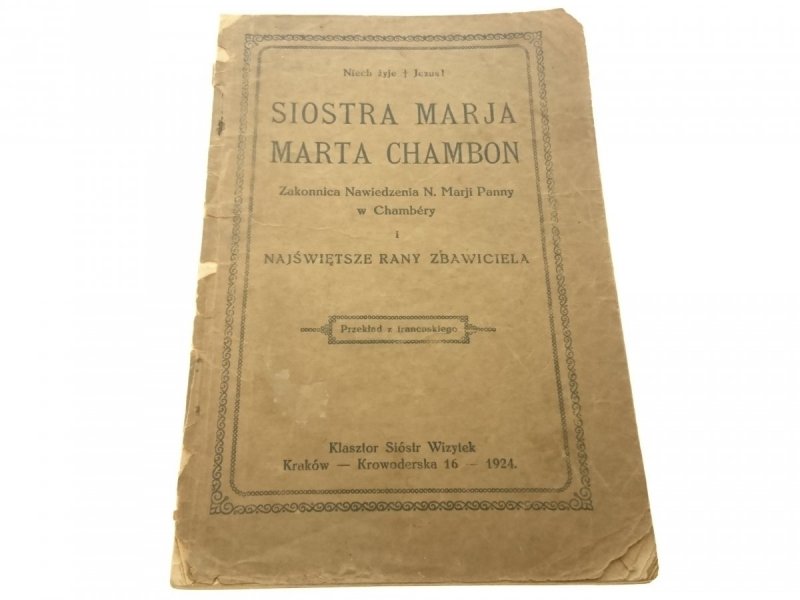 Niech żyje † Jezus!
SIOSTRA MARJA
MARTA CHAMBON
Zakonnica Nawiedzenia N. Marji Panny
w Chambéry
i
NAJŚWIĘTSZE RANY ZBAWICIELA
Przekład z francuskiego
Klasztor Sióstr Wizytek
Kraków — Krowoderska 16 — 1924.